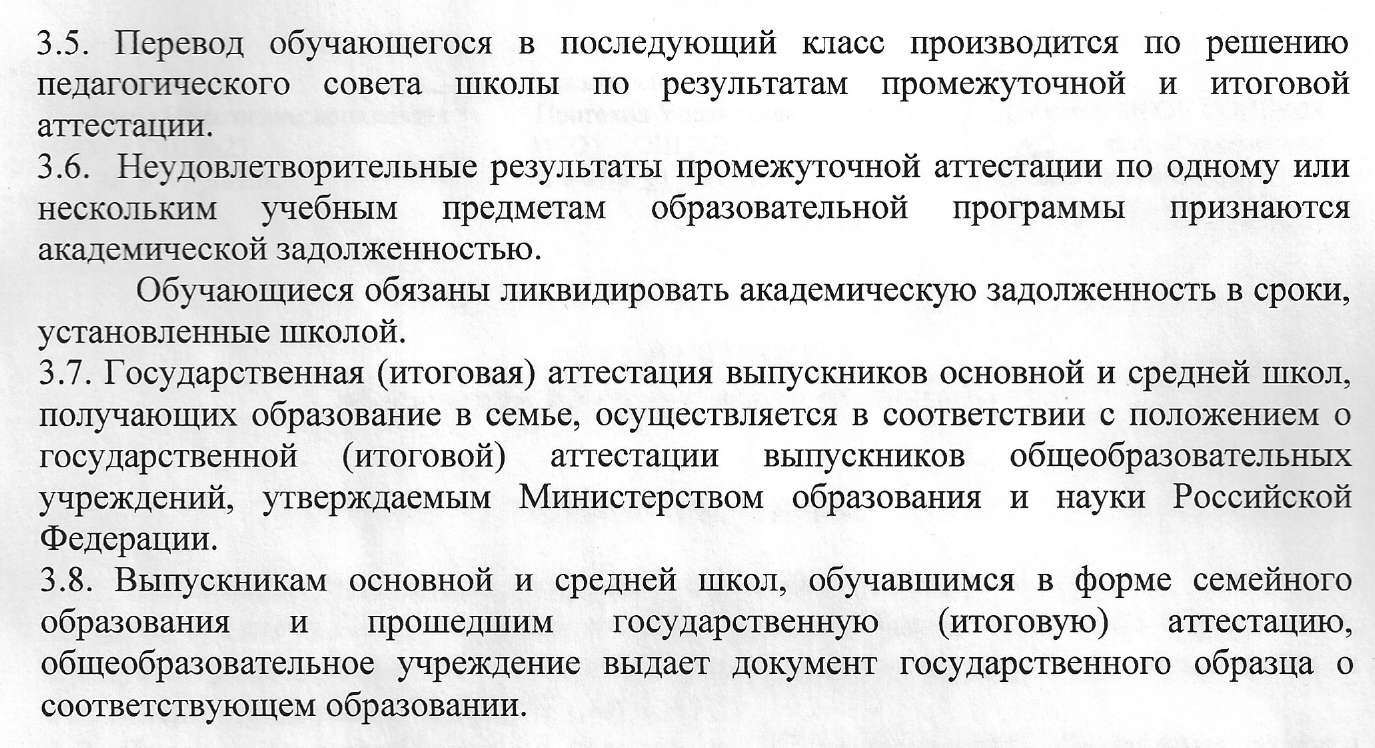 3.5. Перевод обучающегося в последующий класс производится по решению
педагогического совета школы по результатам промежуточной и итоговой
аттестации.
3.6. Неудовлетворительные результаты промежуточной аттестации по одному или
нескольким учебным предметам образовательной программы признаются
академической задолженностью.
Обучающиеся обязаны ликвидировать академическую задолженность в сроки,
установленные школой.
3.7. Государственная (итоговая) аттестация выпускников основной и средней школ,
получающих образование в семье, осуществляется в соответствии с положением о
государственной (итоговой) аттестации выпускников общеобразовательных
учреждений, утверждаемым Министерством образования и науки Российской
Федерации.
3.8. Выпускникам основной и средней школ, обучавшимся в форме семейного
образования и прошедшим государственную (итоговую) аттестацию,
общеобразовательное учреждение выдает документ государственного образца о
соответствующем образовании.